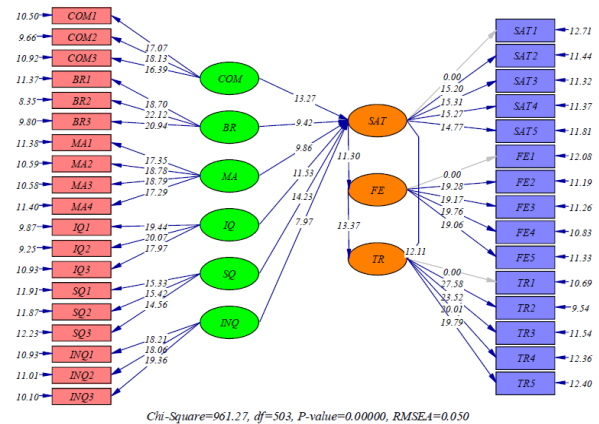 10.50 COM1
9.66 COM2
10.92 COM3
11.37 BR1
8.35 BR2
9.80 BR3
11.38 MA1
10.59 MA2
10.58 MA3
11.40 MA4
9.87 IQ1
9.25 IQ2
10.93 IQ3
11.91 SQ1
11.87 SQ2
12.23 SQ3
10.93 INQ1
11.01 INQ2
10.10 INQ3
17.07
18.13
16.39
18.70
22.12
20.94
17.35
18.78
18.79
17.29
19.44
20.07
17.97
15.33
15.42
14.56
18.21
18.06
19.36
COM
BR
MA
IQ
SQ
INQ
13.27
9.42
9.86
11.53
14.23
7.97
SAT
11.30
FE
13.37
TR
12.11
0.00
15.20
15.31
15.27
14.77
0.00
19.28
19.17
19.76
19.06
0.00
27.58
23.52
20.01
19.79
SAT1 12.71
SAT2 11.44
SAT3 11.32
SAT4 11.37
SAT5 11.81
FE1 12.08
FE2 11.19
FE3 11.26
FE4 10.83
FE5 11.33
TR1 10.69
TR2 9.54
TR3 11.54
TR4 12.36
TR5 12.40
Chi-Square=961.27, df=503, P-value=0.00000, RMSEA=0.050